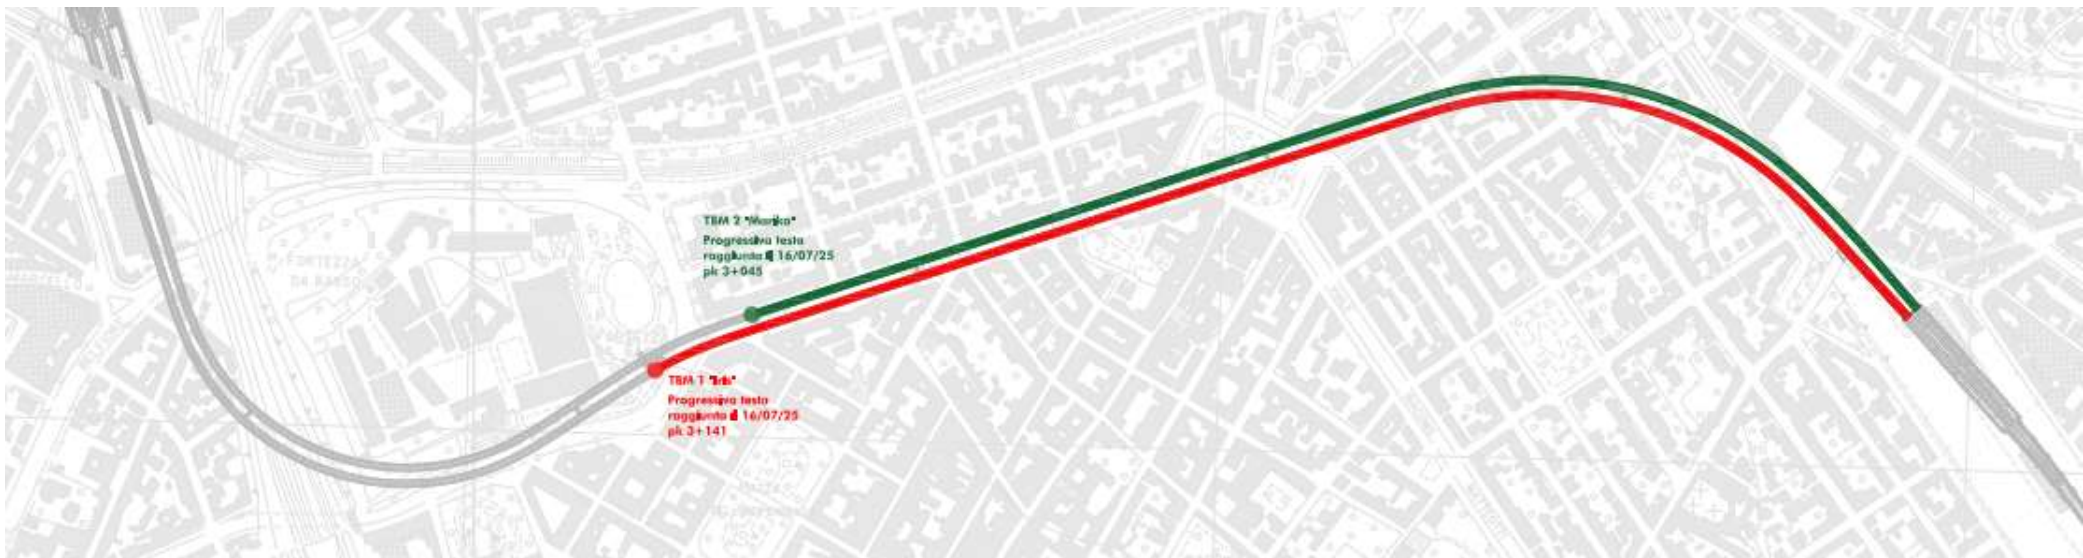 TBM 2 "Marika"
Progressiva testa
raggiunta il 16/07/25
pk 3+045
FORTEZZA
DA BASSO
TBM 1 "Iris"
Progressiva testa
raggiunta il 16/07/25
pk 3+141